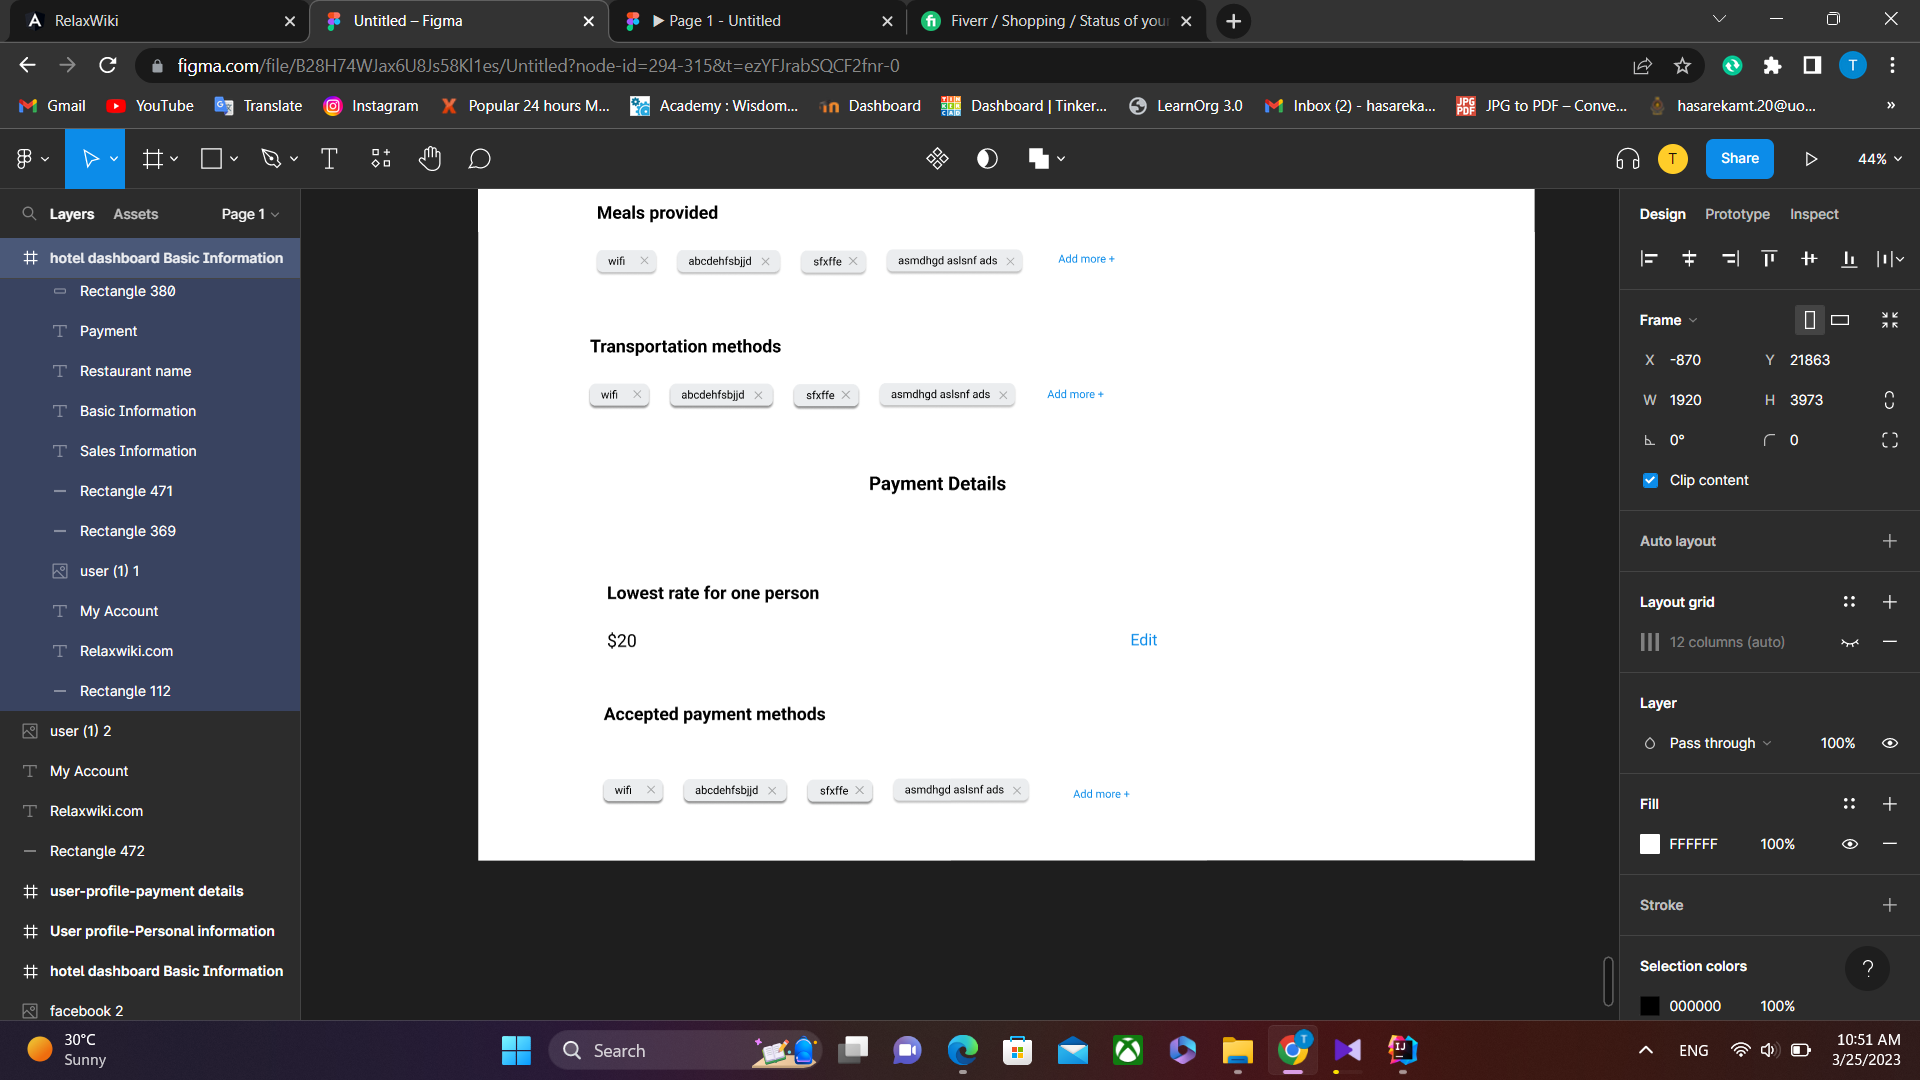 RelaxWiki
Untitled – Figma
▶ Page 1 - Untitled
Fiverr / Shopping / Status of your
figma.com/file/B28H74WJax6U8Js58Kl1es/Untitled?node-id=294-315&t=ezYFJrabSQCF2fnr-0
T
Gmail
YouTube
Translate
Instagram
Popular 24 hours M...
Academy : Wisdom...
Dashboard
Dashboard | Tinker...
LearnOrg 3.0
Inbox (2) - hasareka...
JPG to PDF – Conve...
hasarekamt.20@uo...
»
T
Share
44%
Layers
Assets
Page 1
hotel dashboard Basic Information
Rectangle 380
Payment
Restaurant name
Basic Information
Sales Information
Rectangle 471
Rectangle 369
user (1) 1
My Account
Relaxwiki.com
Rectangle 112
user (1) 2
My Account
Relaxwiki.com
Rectangle 472
user-profile-payment details
User profile-Personal information
hotel dashboard Basic Information
facebook 2
Meals provided
wifi
abcdehfsbjjd
sfxffe
asmdhgd aslsnf ads
Add more +
Transportation methods
wifi
abcdehfsbjjd
sfxffe
asmdhgd aslsnf ads
Add more +
Payment Details
Lowest rate for one person
$20
Edit
Accepted payment methods
wifi
abcdehfsbjjd
sfxffe
asmdhgd aslsnf ads
Add more +
Design
Prototype
Inspect
Frame
X -870
Y 21863
W 1920
H 3973
0°
0
Clip content
Auto layout
Layout grid
12 columns (auto)
Layer
Pass through
100%
Fill
FFFFFF
100%
Stroke
Selection colors
?
000000
100%
30°C
Sunny
Search
T
IJ
ENG
10:51 AM
3/25/2023